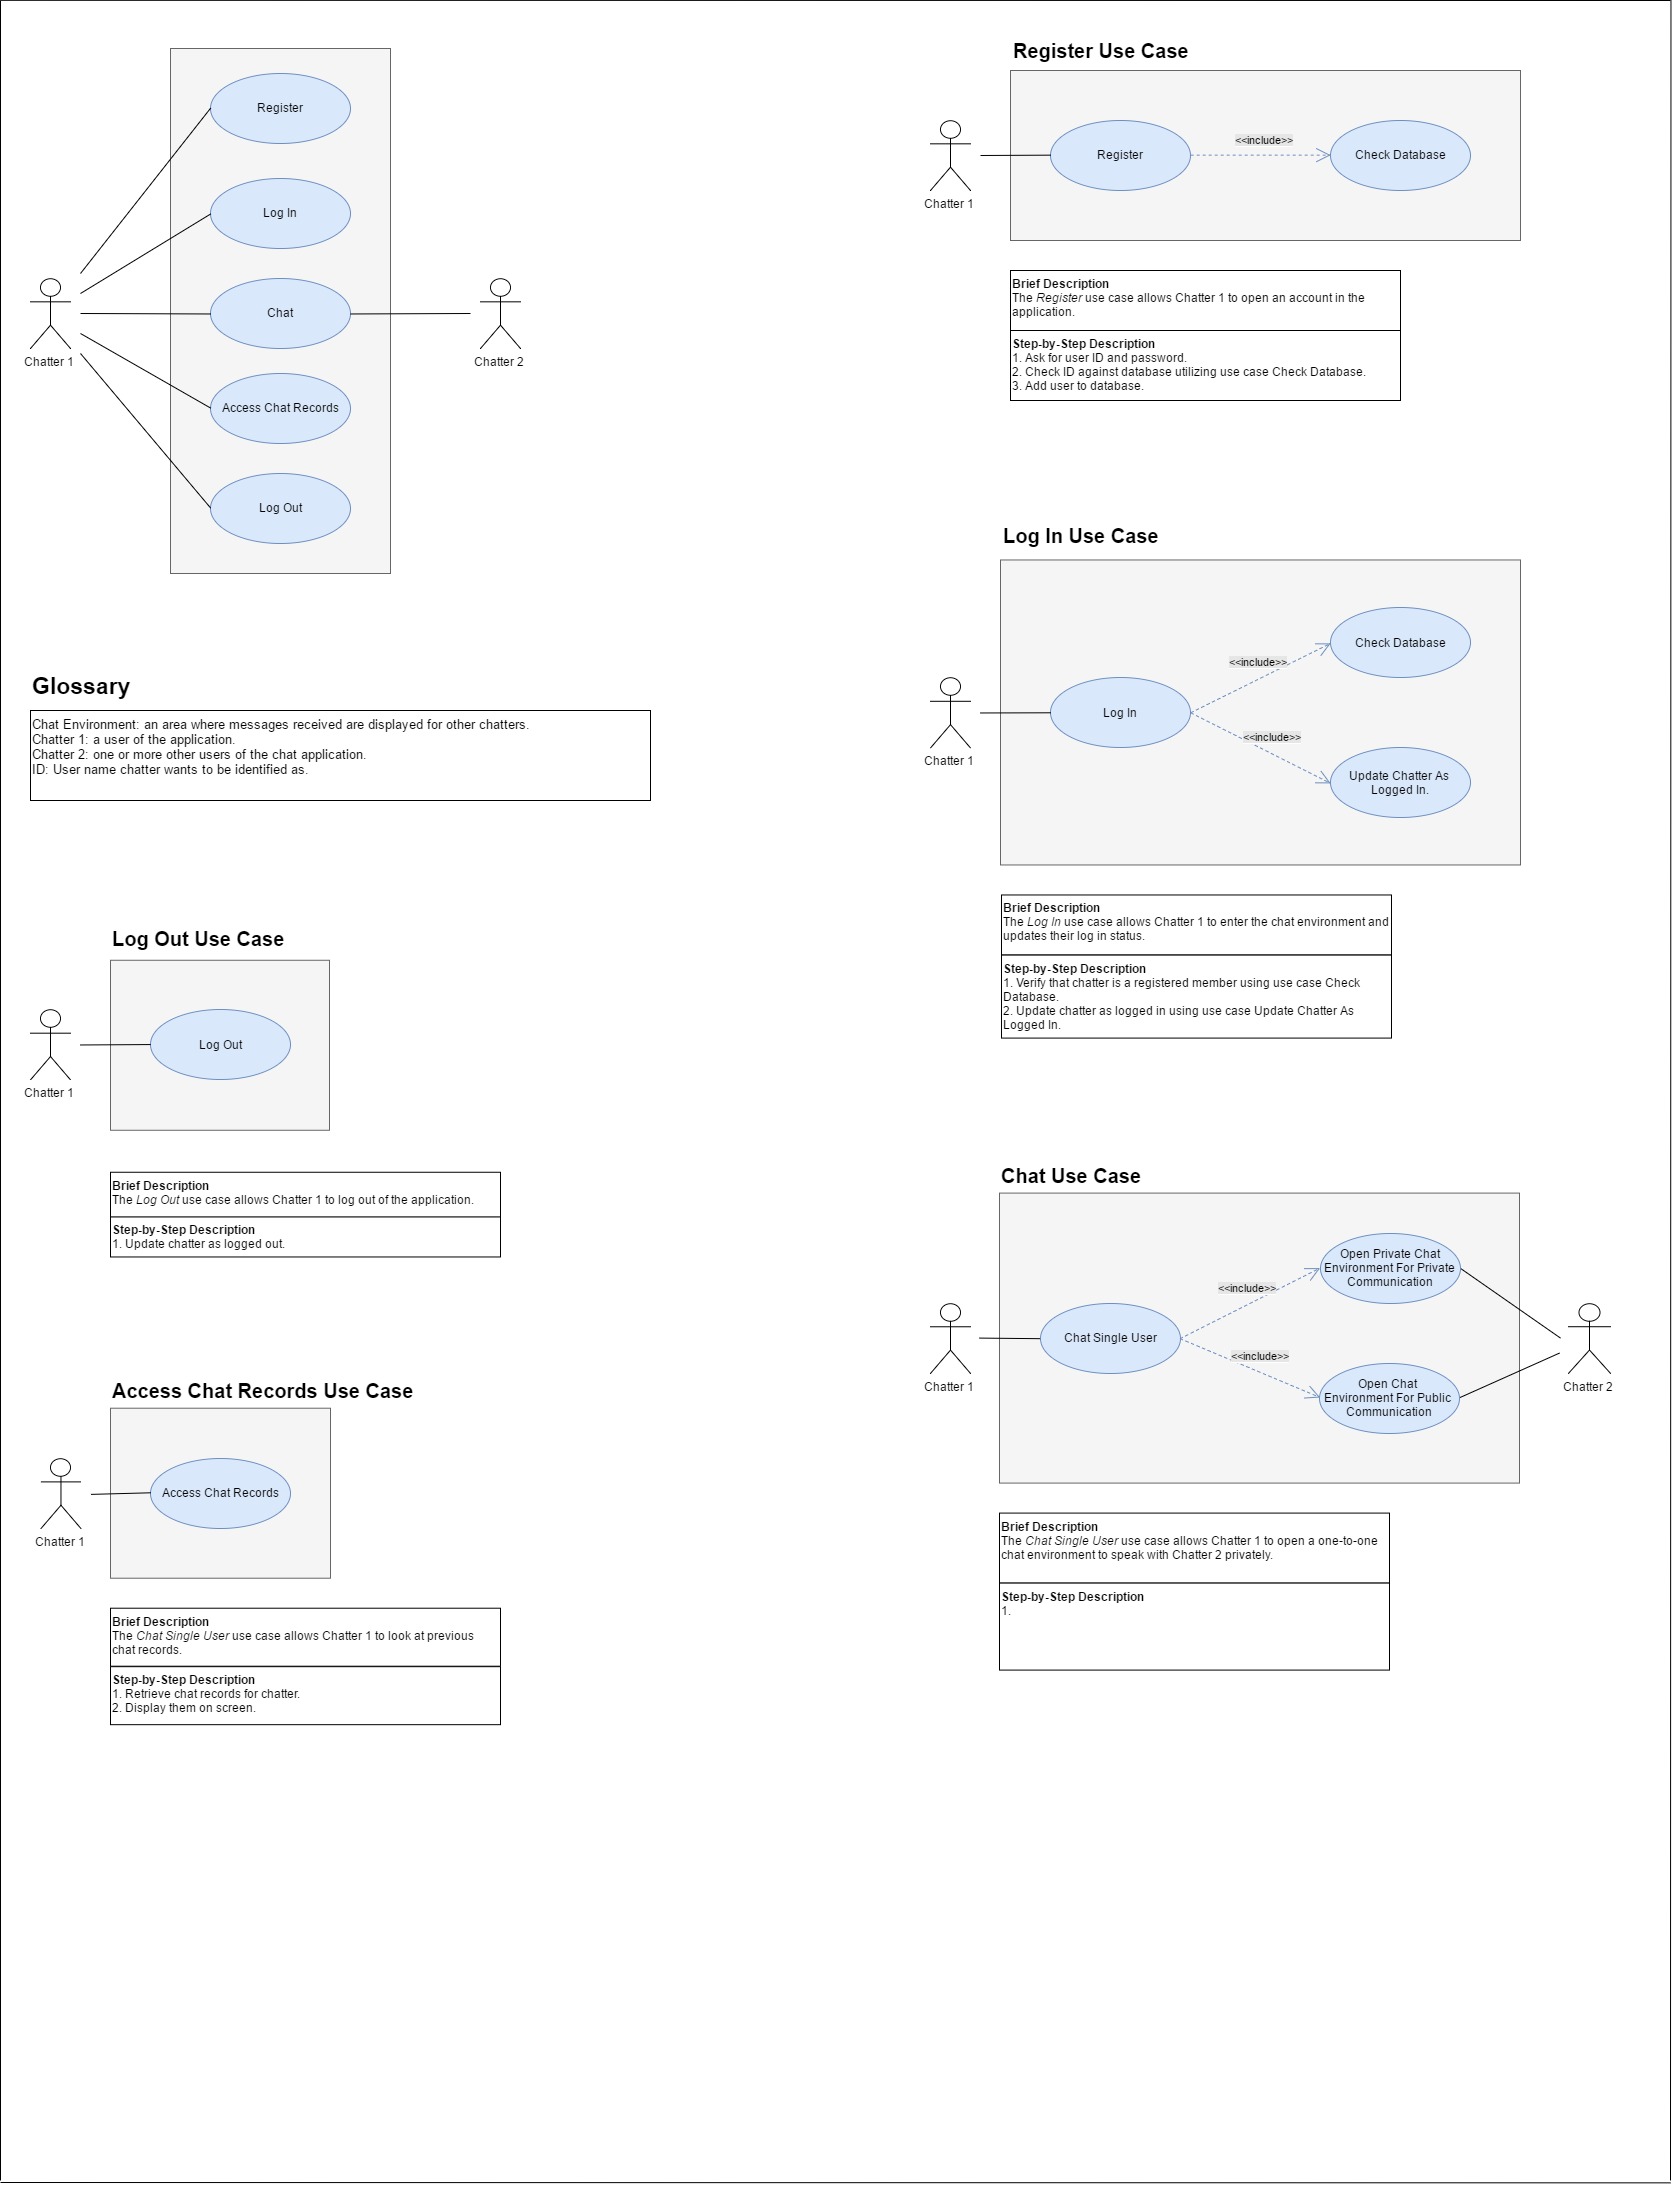 Register
Log In
Chat
Access Chat Records
Log Out
Chatter 1
Chatter 2
Glossary
Chat Environment: an area where messages received are displayed for other chatters.
Chatter 1: a user of the application.
Chatter 2: one or more other users of the chat application.
ID: User name chatter wants to be identified as.
Log Out Use Case
Log Out
Chatter 1
Brief Description
The Log Out use case allows Chatter 1 to log out of the application.
Step-by-Step Description
1. Update chatter as logged out.
Access Chat Records Use Case
Access Chat Records
Chatter 1
Brief Description
The Chat Single User use case allows Chatter 1 to look at previous
chat records.
Step-by-Step Description
1. Retrieve chat records for chatter.
2. Display them on screen.
Register Use Case
<<include>>
Register
Check Database
Chatter 1
Brief Description
The Register use case allows Chatter 1 to open an account in the
application.
Step-by-Step Description
1. Ask for user ID and password.
2. Check ID against database utilizing use case Check Database.
3. Add user to database.
Log In Use Case
Check Database
<<include>>
Log In
<<include>>
Chatter 1
Update Chatter As
Logged In.
Brief Description
The Log In use case allows Chatter 1 to enter the chat environment and
updates their log in status.
Step-by-Step Description
1. Verify that chatter is a registered member using use case Check
Database.
2. Update chatter as logged in using use case Update Chatter As
Logged In.
Chat Use Case
Open Private Chat
Environment For Private
Communication
<<include>>
Chat Single User
<<include>>
Chatter 1
Chatter 2
Open Chat
Environment For Public
Communication
Brief Description
The Chat Single User use case allows Chatter 1 to open a one-to-one
chat environment to speak with Chatter 2 privately.
Step-by-Step Description
1.